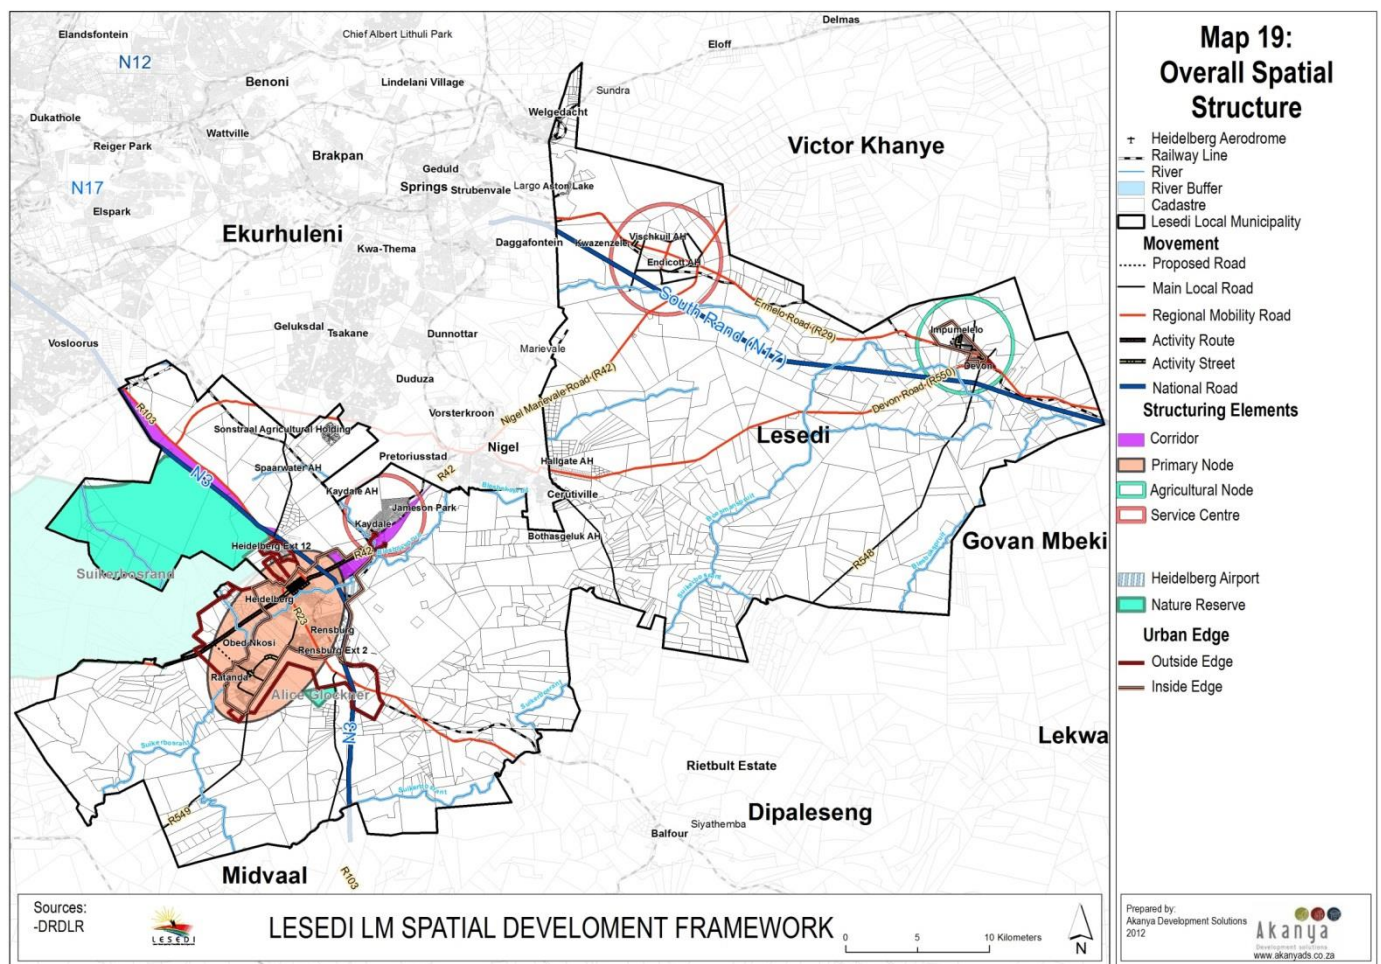 Delmas
Elandsfontein
Chief Albert Lithuli Park
Eloff
N12
Benoni
Lindelani Village
Sundra
Welgedacht
Dukathole
Wattville
Reiger Park
Victor Khanye
Brakpan
Geduld
N17
Springs
Strubenvale
Largo
Aston Lake
Elspark
Ekurhuleni
Vischkuil AH
Daggafontein
Kwazenzele
Kwa-Thema
Endicott AH
South Rand (N17)
Ermelo Road (R29)
Geluksdal
Tsakane
Dunnottar
Impumelelo
Vosloorus
Marievale
Devon
Duduza
Nigel Marievale Road (R42)
Devon Road (R550)
R103
Vorsterkroon
Sonstraal Agricultural Holding
Lesedi
Nigel
Pretoriusstad
Hallgate AH
N3
Spaarwater AH
R42
Kaydale AH
Cerutiville
Jameson Park
Kaydale
Bothasgeluk AH
Govan Mbeki
Heidelberg Ext 12
R42
R548
Suikerbosrand
Heidelberg
R23
Rensburg
Obed Nkosi
Rensburg Ext 2
Ratanda
Alice Glockner
N3
Suikerbosrant
Suikerbosrand
Lekwa
Rietbult Estate
Suikerbosrant
R549
Dipaleseng
Siyathemba
Balfour
Midvaal
R103
Sources:
-DRDLR
LESEDI
LESEDI LM SPATIAL DEVELOMENT FRAMEWORK
0 5 10 Kilometers
N
Map 19:
Overall Spatial
Structure
Heidelberg Aerodrome
Railway Line
River
River Buffer
Cadastre
Lesedi Local Municipality
Movement
Proposed Road
Main Local Road
Regional Mobility Road
Activity Route
Activity Street
National Road
Structuring Elements
Corridor
Primary Node
Agricultural Node
Service Centre
Heidelberg Airport
Nature Reserve
Urban Edge
Outside Edge
Inside Edge
Prepared by:
Akanya Development Solutions
2012
Akanya
Development solutions
www.akanyads.co.za